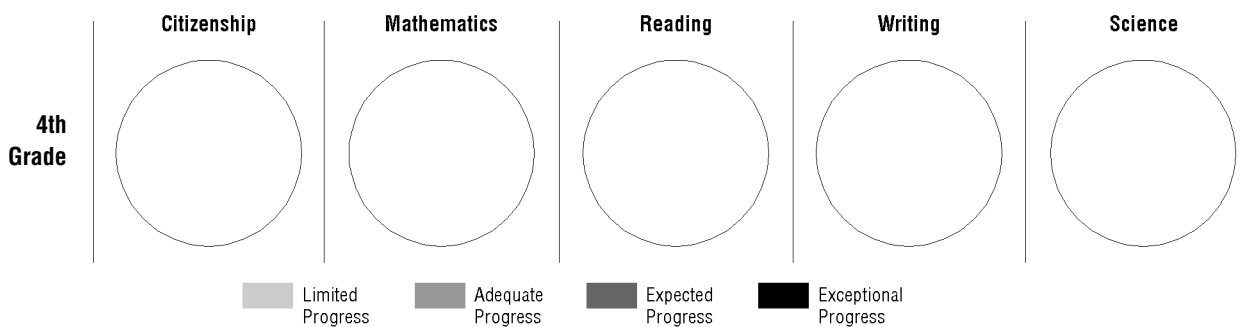 Citizenship
Mathematics
Reading
Writing
Science
4th
Grade
Limited
Progress
Adequate
Progress
Expected
Progress
Exceptional
Progress